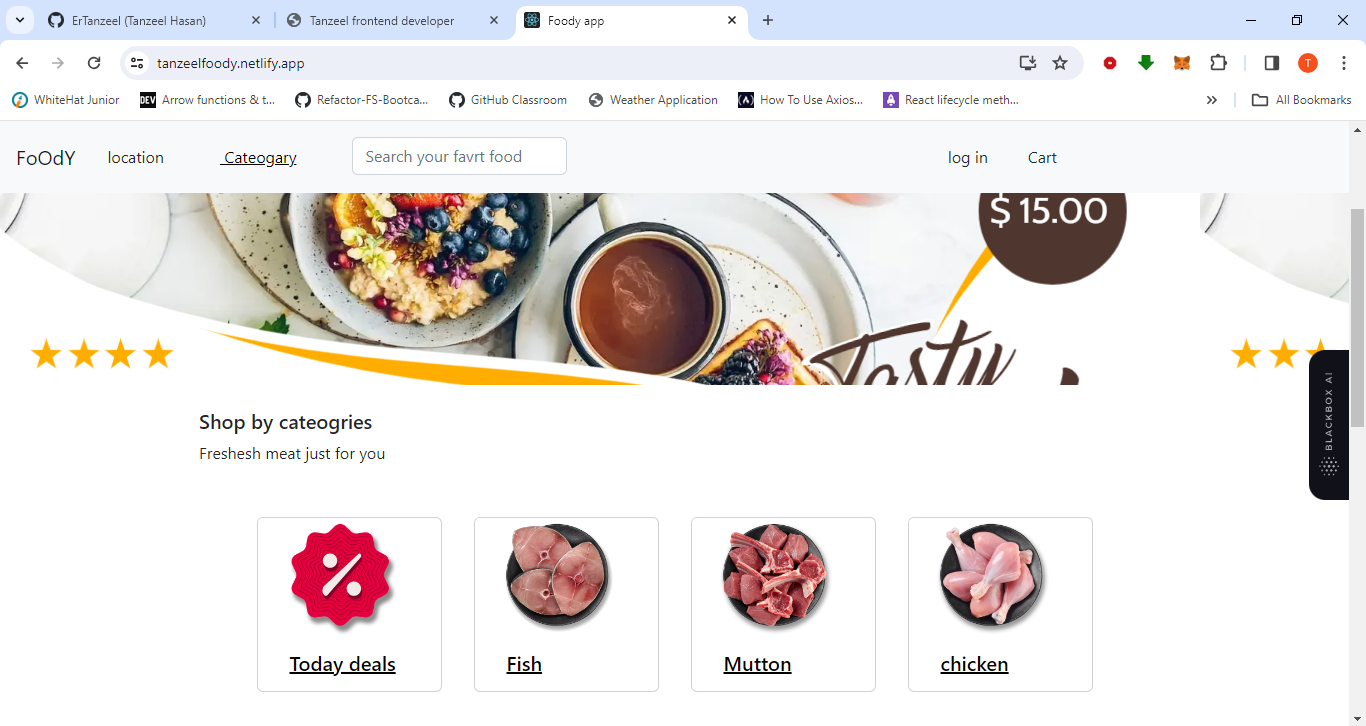 ErTanzeel (Tanzeel Hasan)
Tanzeel frontend developer
Foody app
tanzeelfoody.netlify.app
T
WhiteHat Junior
DEV
Arrow functions & t...
Refactor-FS-Bootca...
GitHub Classroom
Weather Application
How To Use Axios...
React lifecycle meth...
All Bookmarks
FoOdY
location
Cateogary
Search your favrt food
log in
Cart
$ 15.00
Tasty
BLACKBOX AI
Shop by cateogries
Freshesh meat just for you
Today deals
Fish
Mutton
chicken